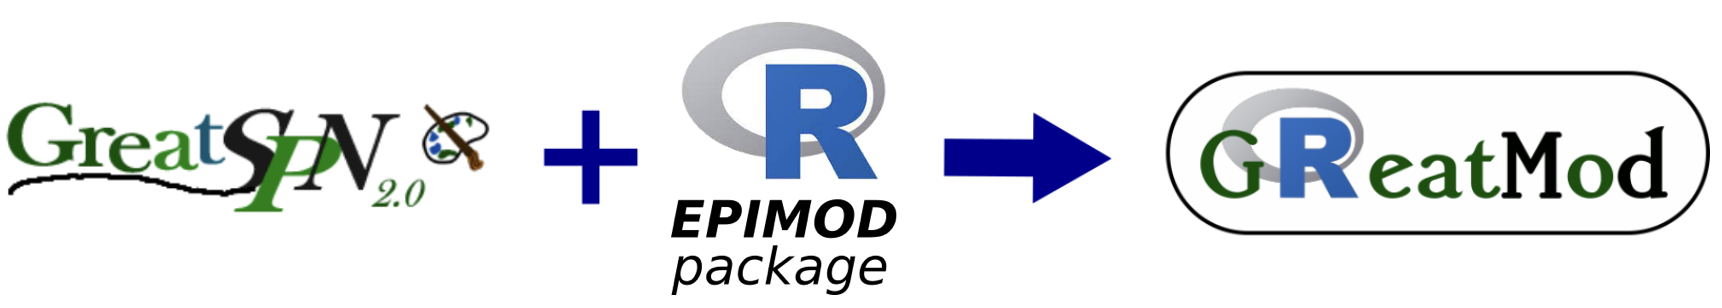 GreatSPN 2.0
+
R
EPIMOD
package
GReatMod